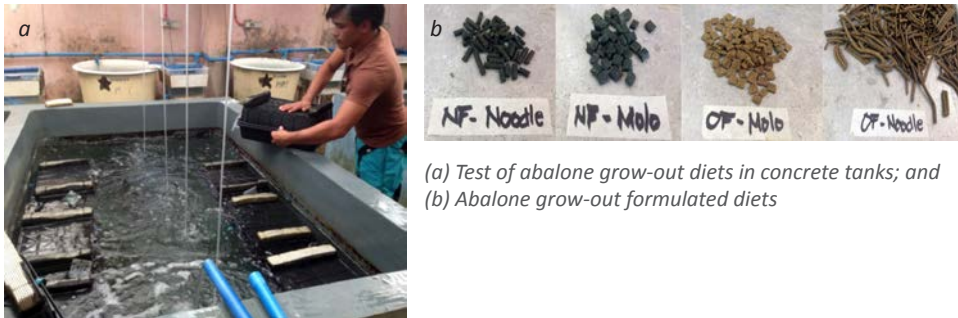 a
b
NF-Noodle
NF-Molo
OF-Molo
OF-Noodle
(a) Test of abalone grow-out diets in concrete tanks; and
(b) Abalone grow-out formulated diets